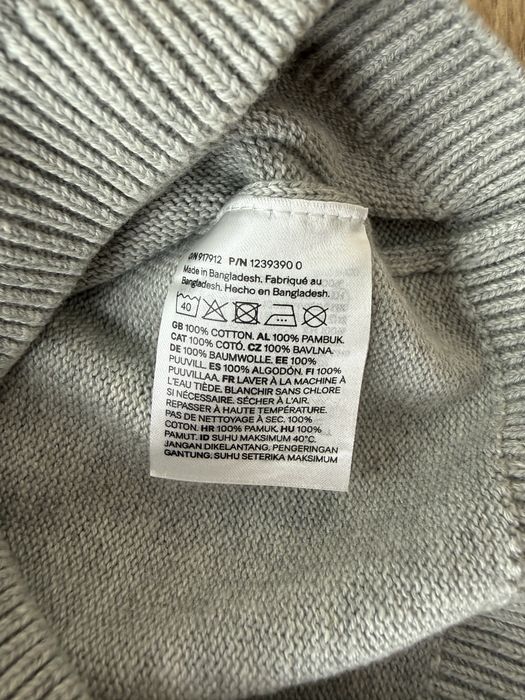 O/N 917912 P/N 1239390 0
Made in Bangladesh. Fabriqué au
Bangladesh. Hecho en Bangladesh.
40
GB 100% COTTON. AL 100% PAMBUK.
CAT 100% COTÓ. CZ 100% BAVLNA.
DE 100% BAUMWOLLE. EE 100%
PUUVILL. ES 100% ALGODÓN. FI 100%
PUUVILLAA. FR LAVER À LA MACHINE À
L'EAU TIÈDE. BLANCHIR SANS CHLORE
SI NÉCESSAIRE. SÉCHER À L'AIR.
REPASSER À HAUTE TEMPÉRATURE.
PAS DE NETTOYAGE À SEC. 100%
COTON. HR 100% PAMUK. HU 100%
PAMUT. ID SUHU MAKSIMUM 40°C.
JANGAN DIKELANTANG. PENGERINGAN
GANTUNG. SUHU SETERIKA MAKSIMUM